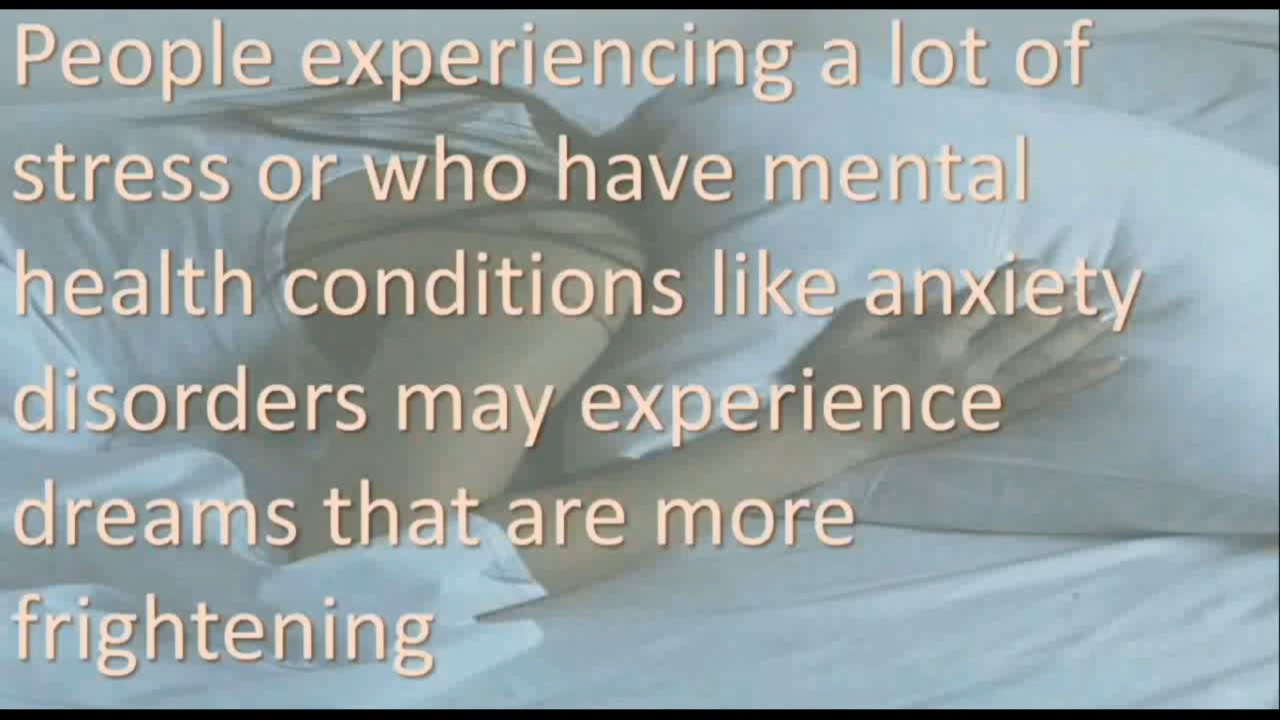 People experiencing a lot of
stress or who have mental
health conditions like anxiety
disorders may experience
dreams that are more
frightening